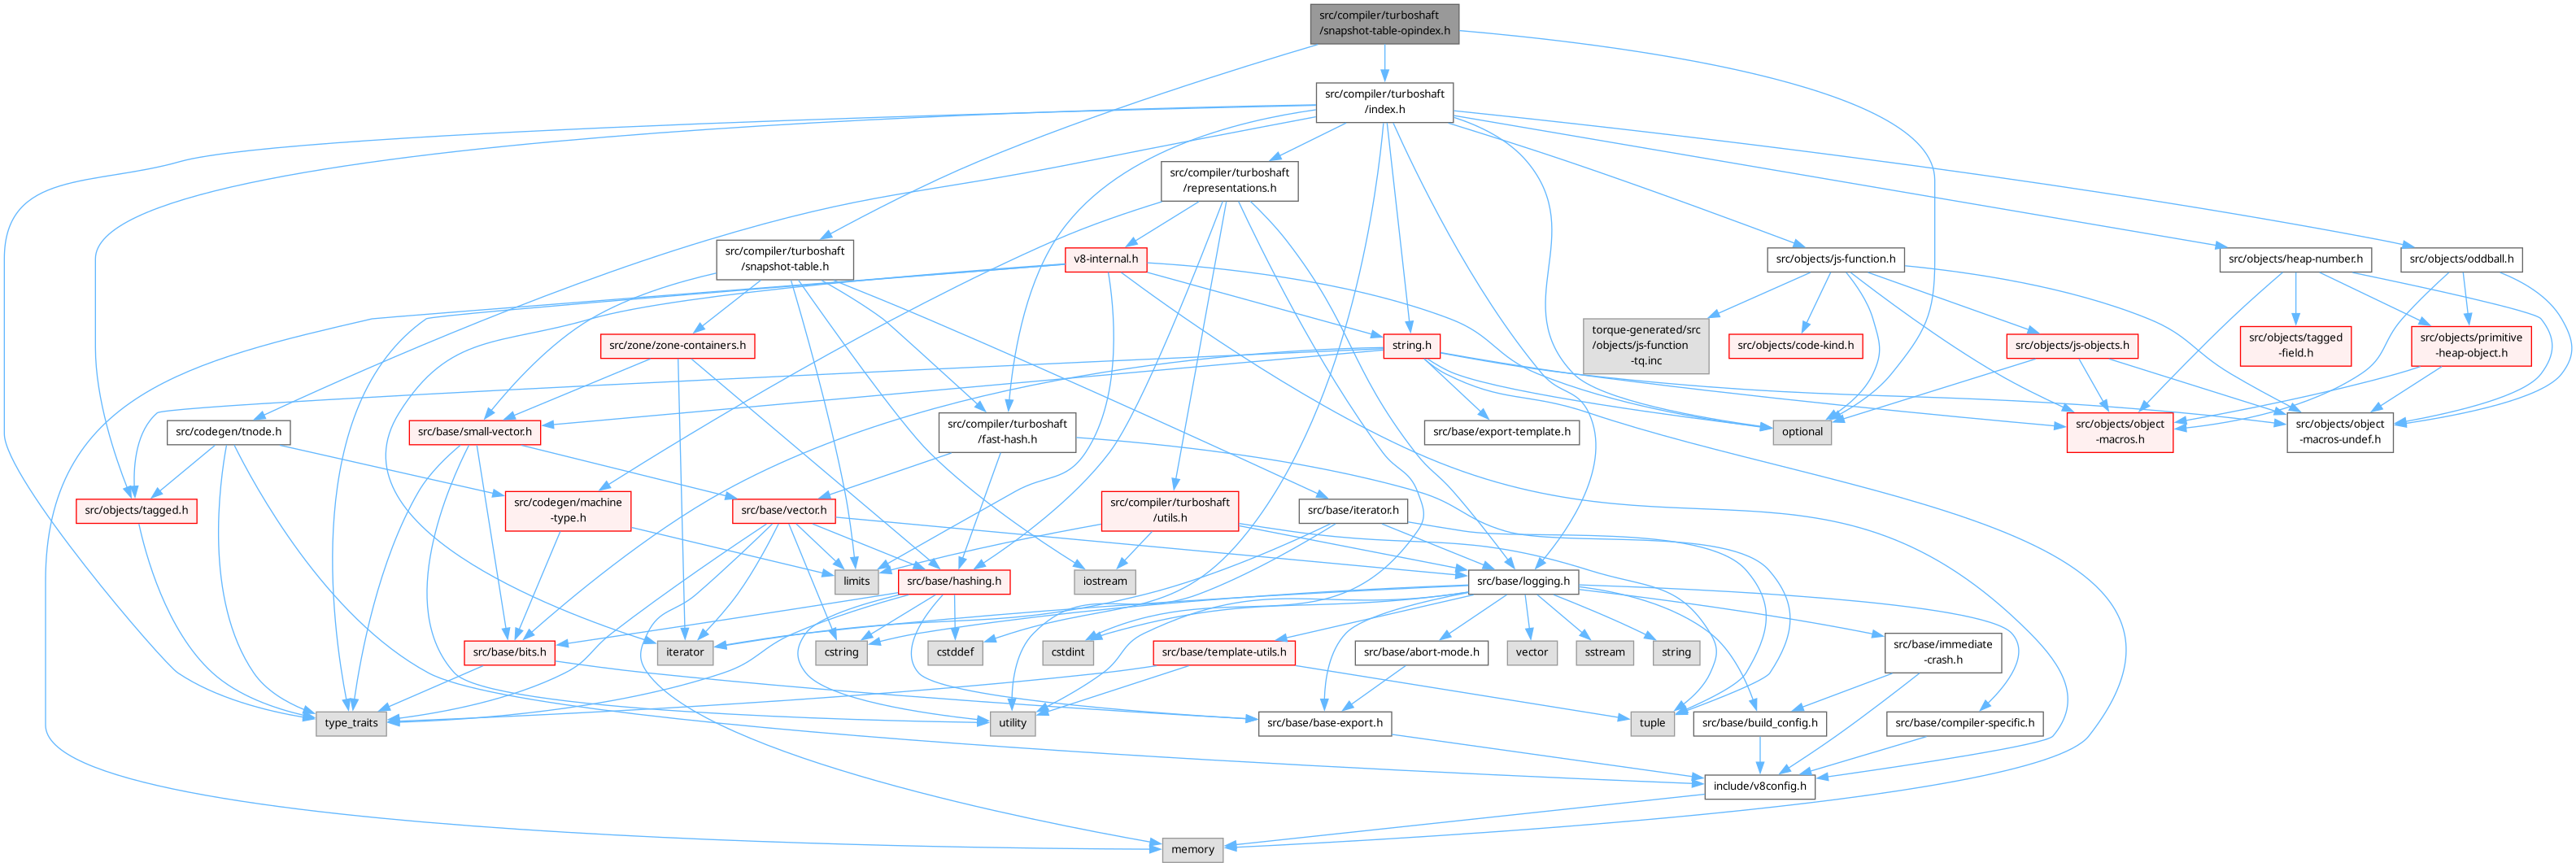 src/compiler/turboshaft
/snapshot-table-opindex.h
src/compiler/turboshaft
/index.h
src/compiler/turboshaft
/representations.h
src/compiler/turboshaft
/snapshot-table.h
v8-internal.h
src/objects/js-function.h
src/objects/heap-number.h
src/objects/oddball.h
torque-generated/src
/objects/js-function
-tq.inc
src/zone/zone-containers.h
string.h
src/objects/code-kind.h
src/objects/js-objects.h
src/objects/tagged
-field.h
src/objects/primitive
-heap-object.h
src/codegen/tnode.h
src/base/small-vector.h
src/compiler/turboshaft
/fast-hash.h
src/base/export-template.h
optional
src/objects/object
-macros.h
src/objects/object
-macros-undef.h
src/objects/tagged.h
src/codegen/machine
-type.h
src/base/vector.h
src/compiler/turboshaft
/utils.h
src/base/iterator.h
limits
src/base/hashing.h
iostream
src/base/logging.h
src/base/bits.h
iterator
cstring
cstddef
cstdint
src/base/template-utils.h
src/base/abort-mode.h
vector
sstream
string
src/base/immediate
-crash.h
type_traits
utility
src/base/base-export.h
tuple
src/base/build_config.h
src/base/compiler-specific.h
include/v8config.h
memory